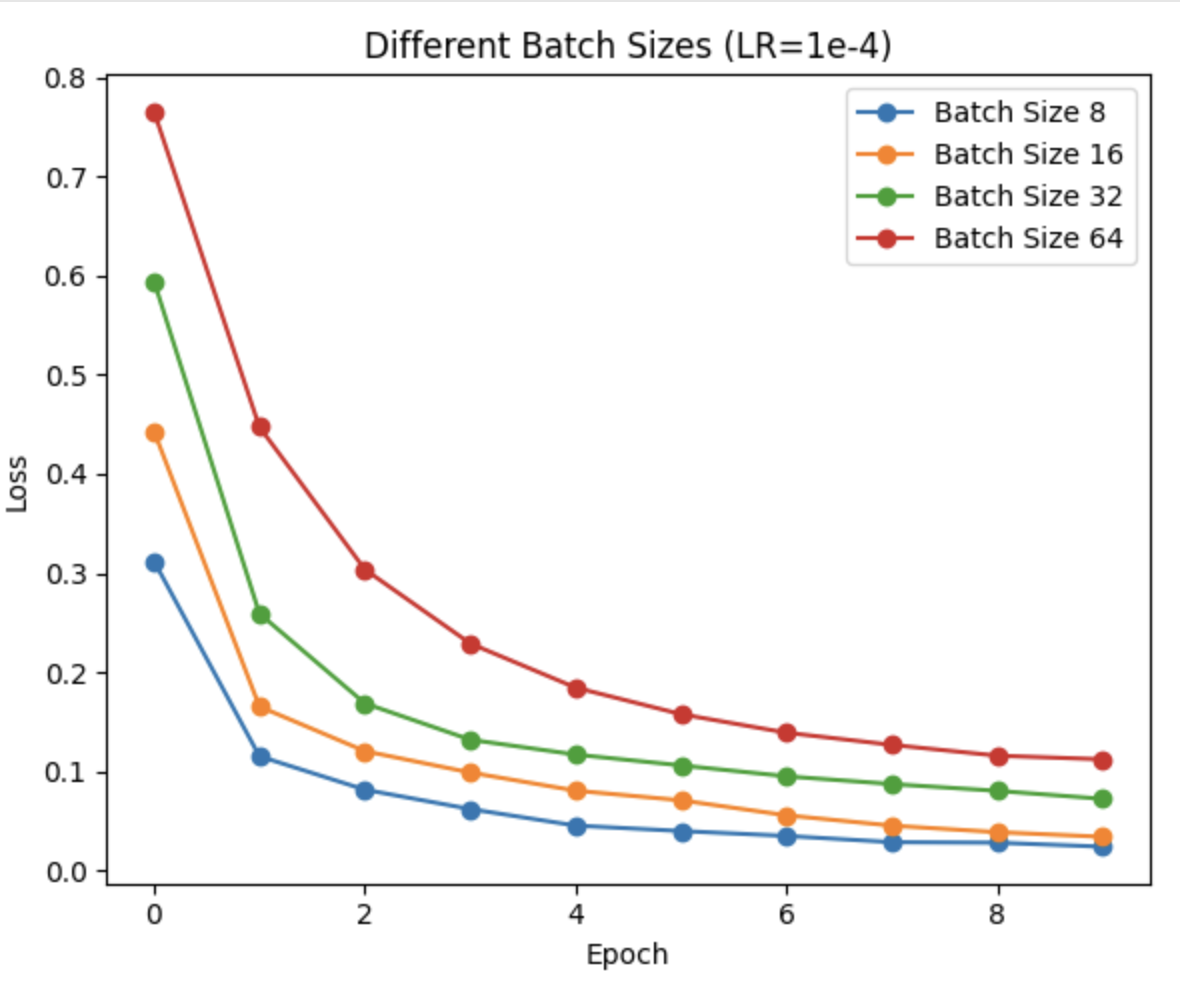 Different Batch Sizes (LR=1e-4)
0.8
0.7
0.6
0.5
0.4
0.3
0.2
0.1
0.0
Loss
Batch Size 8
Batch Size 16
Batch Size 32
Batch Size 64
0 2 4 6 8
Epoch